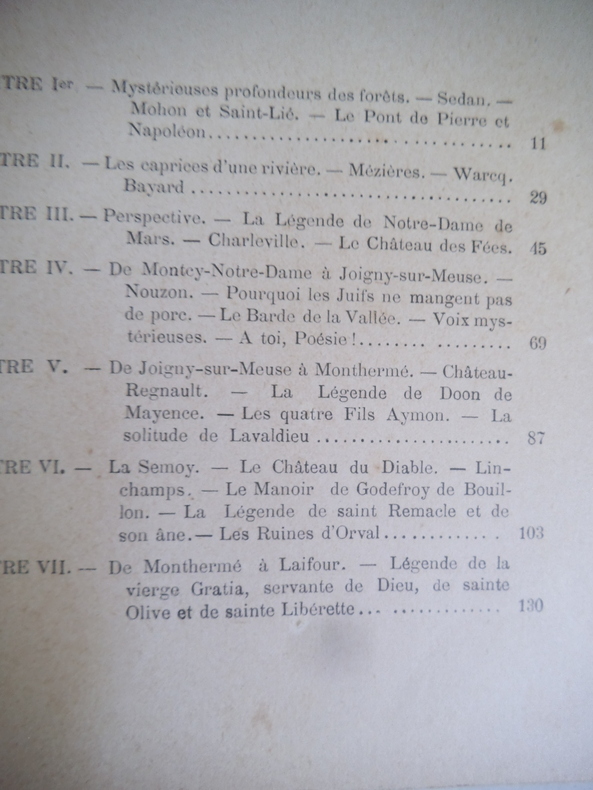 TRE Ier. — Mystérieuses profondeurs des forêts. — Sedan. —
Mohon et Saint-Lié. — Le Pont de Pierre et
Napoléon.................................... 11
TRE II. — Les caprices d'une rivière. — Mézières. — Warcq.
Bayard .................................... 29
TRE III. — Perspective. — La Légende de Notre-Dame de
Mars. — Charleville. — Le Château des Fées. 45
TRE IV. — De Montcy-Notre-Dame à Joigny-sur-Meuse. —
Nouzon. — Pourquoi les Juifs ne mangent pas
de porc. — Le Barde de la Vallée. — Voix mys-
térieuses. — A toi, Poésie !........ ......... 69
TRE V. — De Joigny-sur-Meuse à Monthermé. — Château-
Regnault. — La Légende de Doon de
Mayence. — Les quatre Fils Aymon. — La
solitude de Lavaldieu ....................... 87
TRE VI. — La Semoy. — Le Château du Diable. — Lin-
champs. — Le Manoir de Godefroy de Bouil-
lon. — La Légende de saint Remacle et de
son âne. — Les Ruines d'Orval............. 103
TRE VII. — De Monthermé à Laifour. — Légende de la
vierge Gratia, servante de Dieu, de sainte
Olive et de sainte Libérette... ............. 130